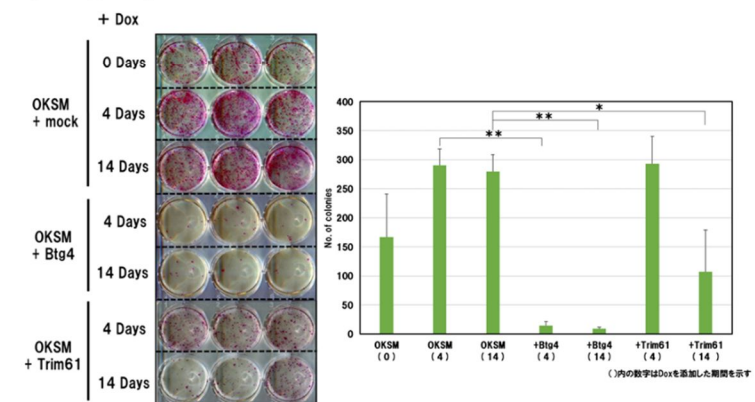 + Dox
OKSM
+ mock
0 Days
4 Days
14 Days
OKSM
+ Btg4
4 Days
14 Days
OKSM
+ Trim61
4 Days
14 Days
No. of colonies
400
350
300
250
200
150
100
50
0
**
**
*
OKSM
(0)
OKSM
(4)
OKSM
(14)
+Btg4
(4)
+Btg4
(14)
+Trim61
(4)
+Trim61
(14)
()内の数字はDoxを添加した期間を示す